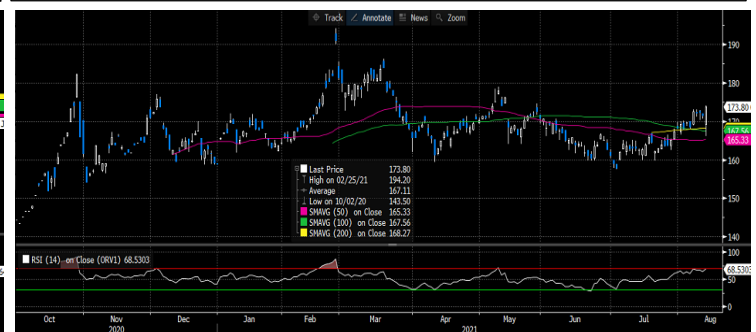 Track Annotate News Zoom
190
180
173.80
170
167.56
165.33
160
150
140
Last Price 173.80
High on 02/25/21 194.20
Average 167.11
Low on 10/02/20 143.50
SMAVG (50) on Close 165.33
SMAVG (100) on Close 167.56
SMAVG (200) on Close 168.27
RSI (14) on Close (ORV1) 68.5303
100
68.5303
50
0
Oct Nov Dec Jan Feb Mar Apr May Jun Jul Aug
2020 2021